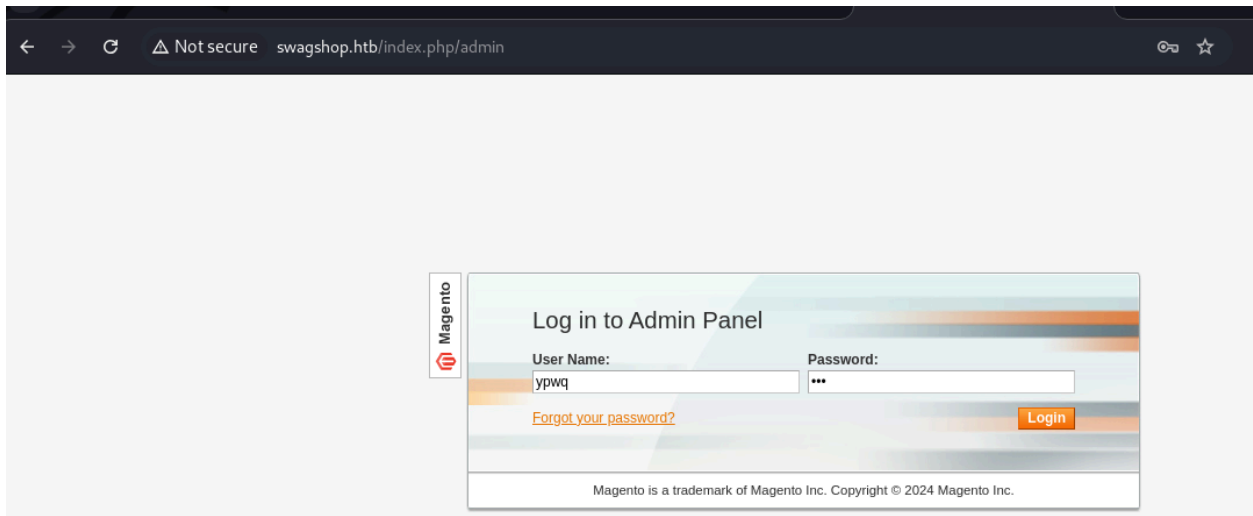 Not secure swagshop.htb/index.php/admin
Magento
Log in to Admin Panel
User Name: Password:
ypwq •••
Forgot your password? Login
Magento is a trademark of Magento Inc. Copyright © 2024 Magento Inc.